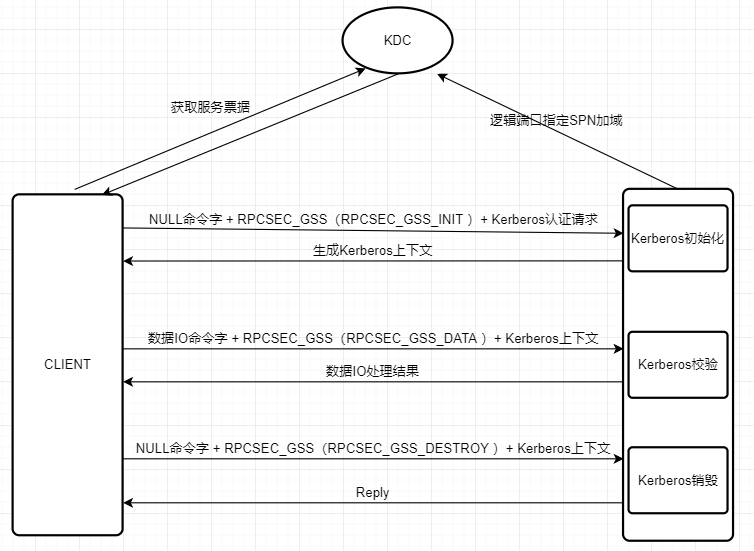 KDC
获取服务票据
逻辑端口指定SPN加域
NULL命令字 + RPCSEC_GSS（RPCSEC_GSS_INIT ）+ Kerberos认证请求
Kerberos初始化
生成Kerberos上下文
数据IO命令字 + RPCSEC_GSS（RPCSEC_GSS_DATA ）+ Kerberos上下文
CLIENT
Kerberos校验
数据IO处理结果
NULL命令字 + RPCSEC_GSS（RPCSEC_GSS_DESTROY ）+ Kerberos上下文
Kerberos销毁
Reply